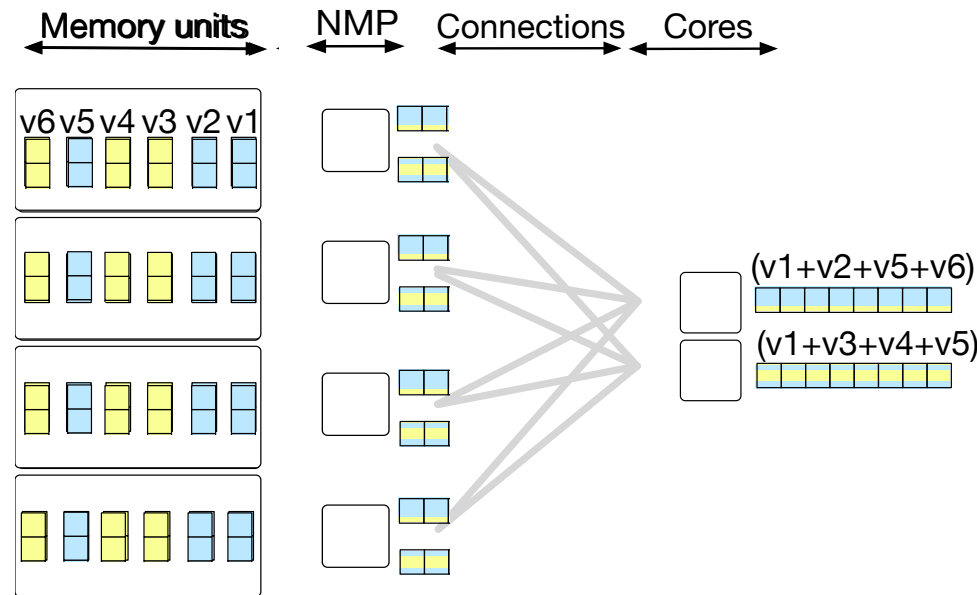 Memory units NMP Connections Cores
v6 v5 v4 v3 v2 v1
(v1+v2+v5+v6)
(v1+v3+v4+v5)